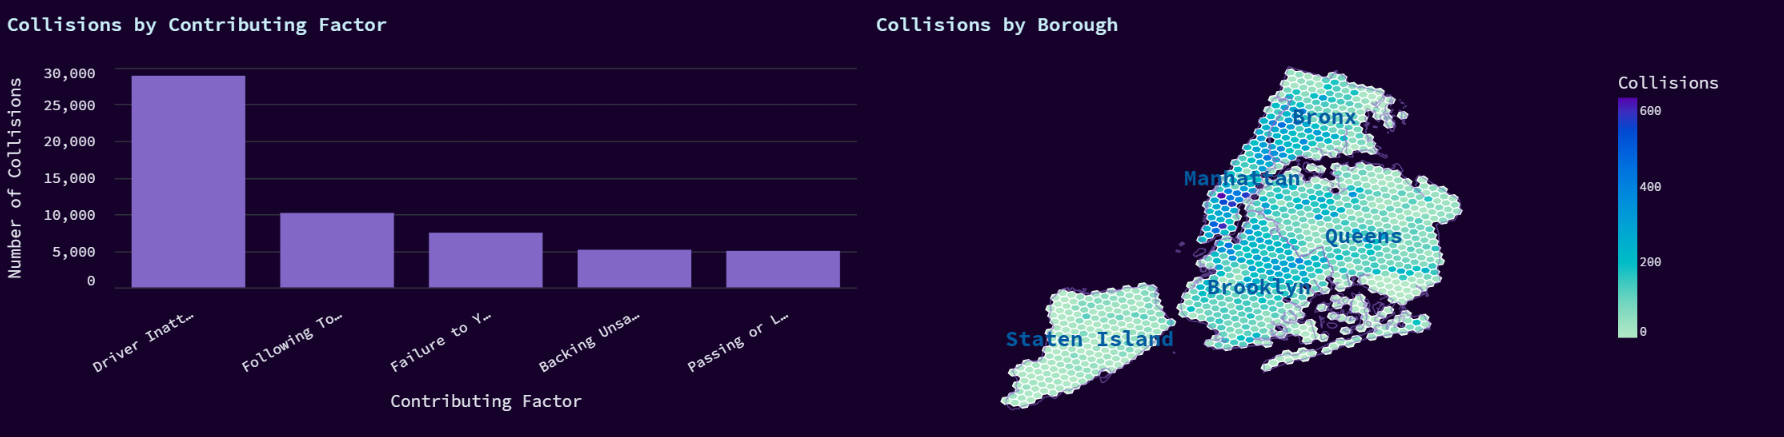 Collisions by Contributing Factor
Number of Collisions
30,000
25,000
20,000
15,000
10,000
5,000
0
Driver Inatt…
Following To…
Failure to Y…
Backing Unsa…
Passing or L…
Contributing Factor
Collisions by Borough
Bronx
Manhattan
Queens
Brooklyn
Staten Island
Collisions
600
400
200
0